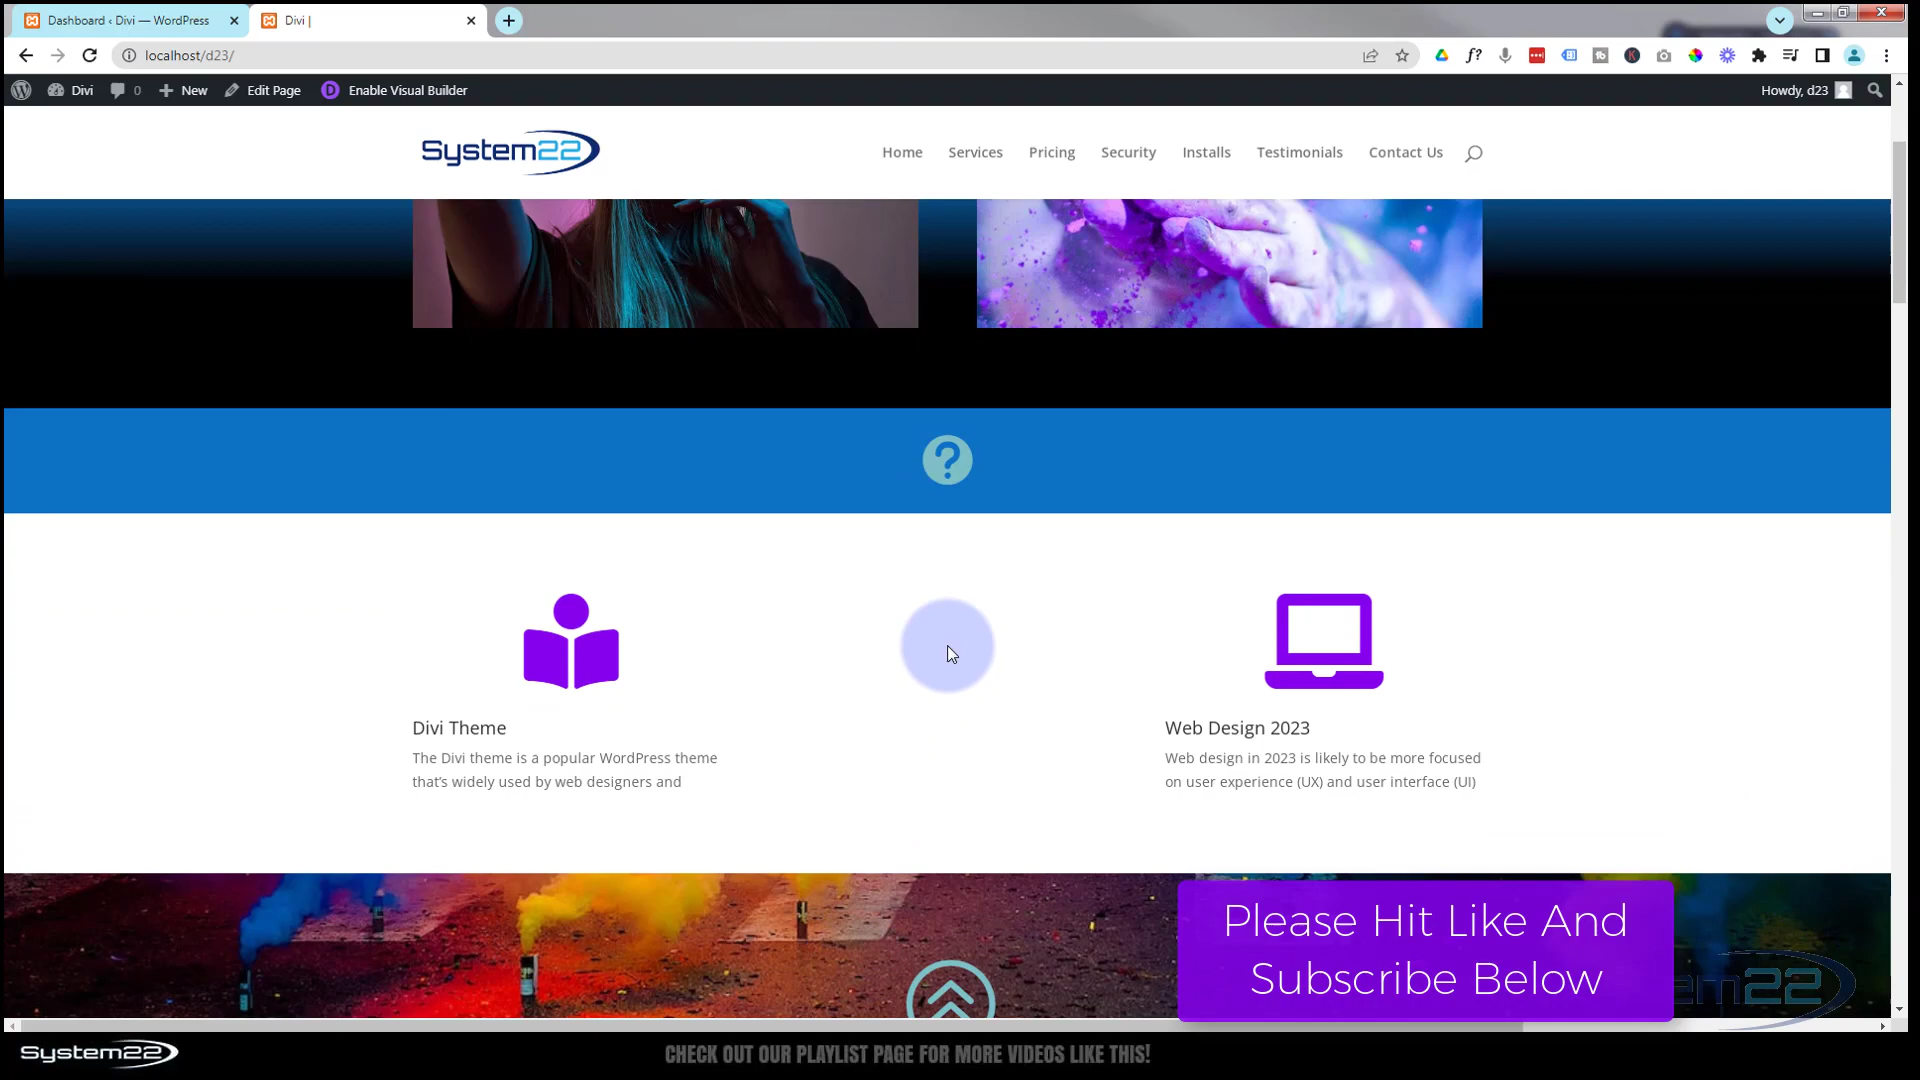 Dashboard ‹ Divi — WordPress
Divi |
localhost/d23/
Divi
0
New
Edit Page
D
Enable Visual Builder
Howdy, d23
System22
Home
Services
Pricing
Security
Installs
Testimonials
Contact Us
?
Divi Theme
The Divi theme is a popular WordPress theme
that's widely used by web designers and
Web Design 2023
Web design in 2023 is likely to be more focused
on user experience (UX) and user interface (UI)
Please Hit Like And
Subscribe Below
System22
CHECK OUT OUR PLAYLIST PAGE FOR MORE VIDEOS LIKE THIS!